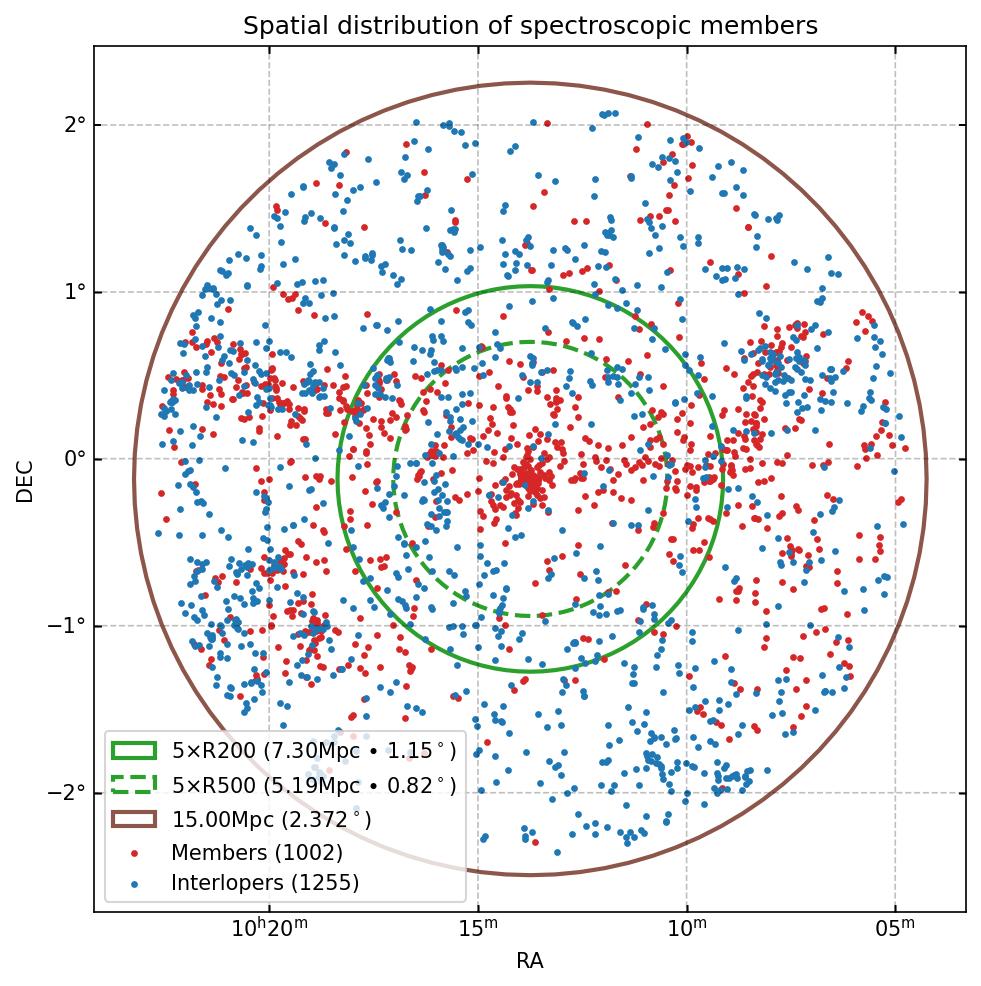 Spatial distribution of spectroscopic members
2°
1°
0°
−1°
−2°
DEC
5×R200 (7.30Mpc • 1.15°)
5×R500 (5.19Mpc • 0.82°)
15.00Mpc (2.372°)
Members (1002)
Interlopers (1255)
10ʰ20ᵐ 15ᵐ 10ᵐ 05ᵐ
RA